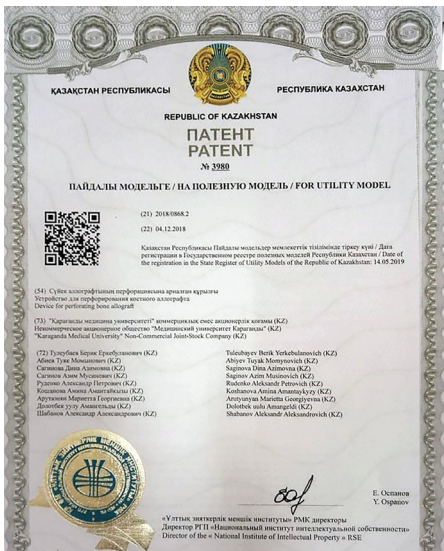 ҚАЗАҚСТАН РЕСПУБЛИКАСЫ
РЕСПУБЛИКА КАЗАХСТАН
REPUBLIC OF KAZAKHSTAN
ПАТЕНТ
PATENT
№ 3980
ПАЙДАЛЫ МОДЕЛЬГЕ / НА ПОЛЕЗНУЮ МОДЕЛЬ / FOR UTILITY MODEL
(21) 2018/0868.2
(22) 04.12.2018
Қазақстан Республикасы Пайдалы модельдер мемлекеттік тізілімінде тіркеу күні / Дата
регистрации в Государственном реестре полезных моделей Республики Казахстан / Date of
the registration in the State Register of Utility Models of the Republic of Kazakhstan: 14.05.2019
(54) Сүйек аллографтының перфорациясына арналған құрылғы
Устройство для перфорирования костного аллографта
Device for perforating bone allograft
(73) "Қарағанды медицина университеті" коммерциялық емес акционерлік қоғамы (KZ)
Некоммерческое акционерное общество "Медицинский университет Караганды" (KZ)
"Karaganda Medical University" Non-Commercial Joint-Stock Company (KZ)
(72) Тулеубаев Берик Еркебуланович (KZ)
Абиев Туяк Момынович (KZ)
Сагинова Дина Азимовна (KZ)
Сагинов Азим Мусинович (KZ)
Руденко Александр Петрович (KZ)
Кошанова Амина Амантайқызы (KZ)
Арутюнян Мариетта Георгиевна (KZ)
Долотбек уулу Амангельди (KZ)
Шабанов Александр Александрович (KZ)
Tuleubayev Berik Yerkebulanovich (KZ)
Abiyev Tuyak Momynovich (KZ)
Saginova Dina Azimovna (KZ)
Saginov Azim Musinovich (KZ)
Rudenko Aleksandr Petrovich (KZ)
Koshanova Amina Amantaykyzy (KZ)
Arutyunyan Marietta Georgiyevna (KZ)
Dolotbek uulu Amangeldi (KZ)
Shabanov Aleksandr Aleksandrovich (KZ)
Е. Оспанов
Y. Ospanov
«Ұлттық зияткерлік меншік институты» РМК директоры
Директор РГП «Национальный институт интеллектуальной собственности»
Director of the « National Institute of Intellectual Property » RSE